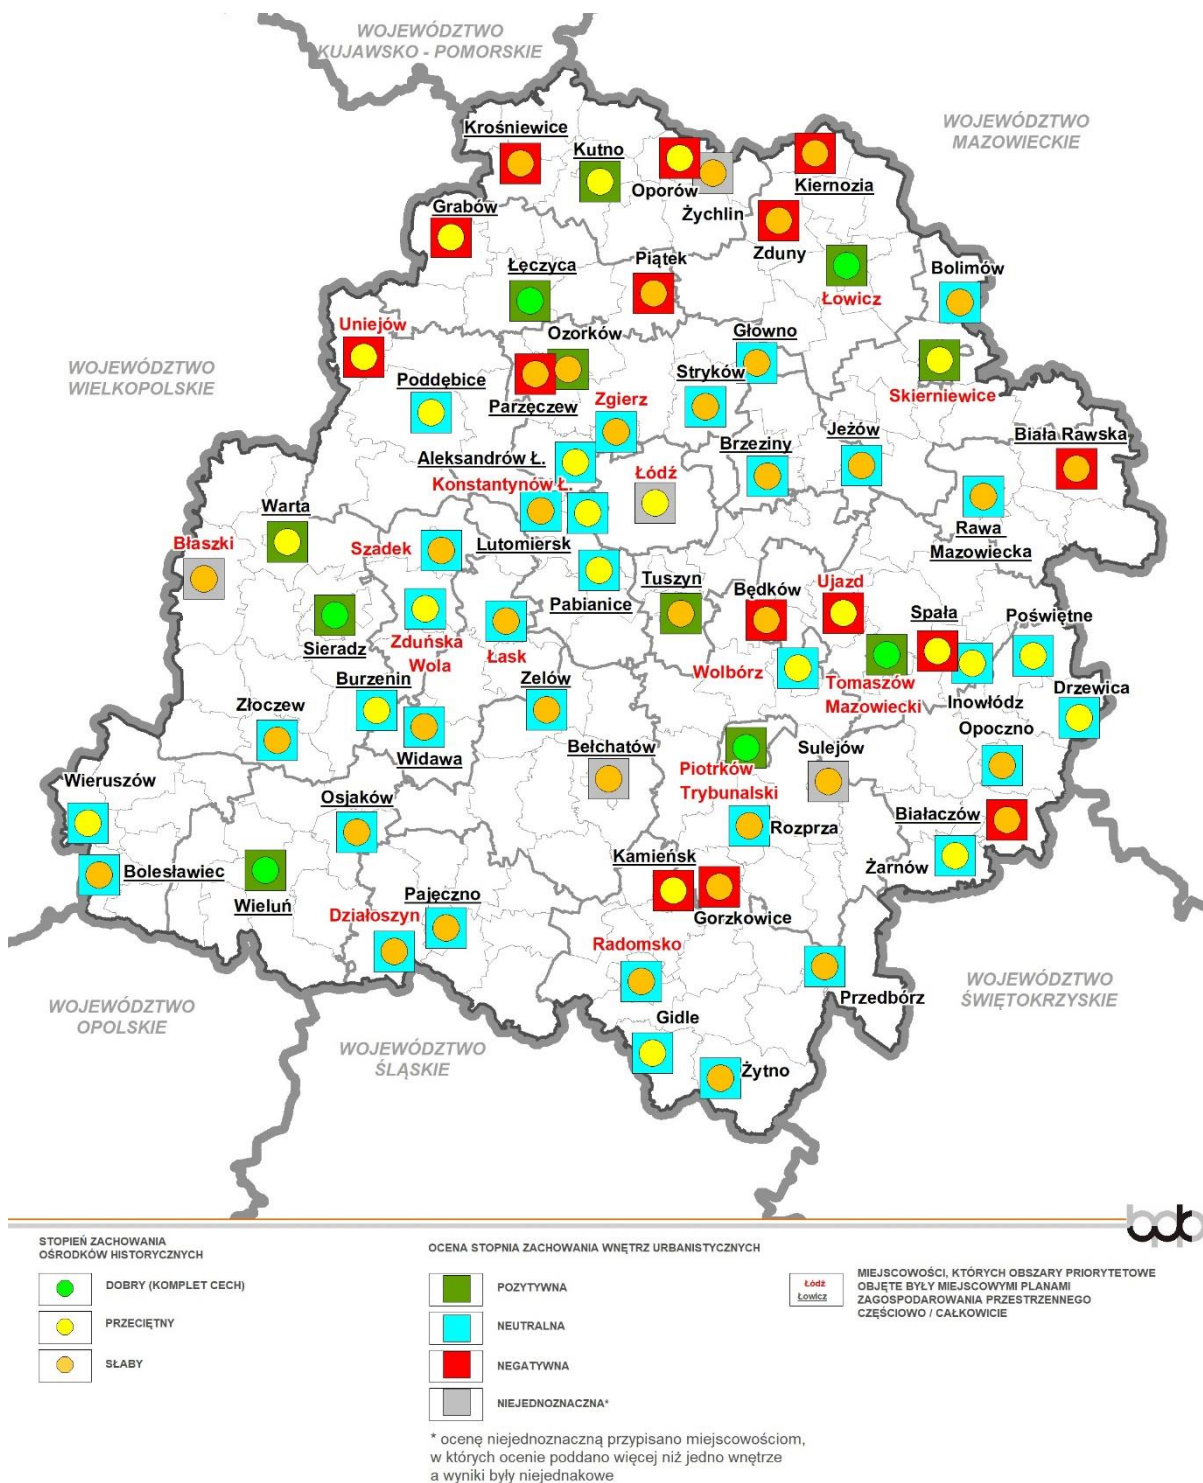 WOJEWÓDZTWO
KUJAWSKO - POMORSKIE
WOJEWÓDZTWO
MAZOWIECKIE
Krośniewice
Kutno
Oporów
Żychlin
Kiernozia
Grabów
Zduny
Łęczyca
Piątek
Bolimów
Łowicz
Uniejów
Ozorków
Głowno
WOJEWÓDZTWO
WIELKOPOLSKIE
Poddębice
Stryków
Skierniewice
Parzęczew
Zgierz
Jeżów
Biała Rawska
Aleksandrów Ł.
Brzeziny
Konstantynów Ł.
Łódź
Warta
Rawa
Mazowiecka
Błaszki
Szadek
Lutomiersk
Tuszyn
Będków
Ujazd
Pabianice
Spała
Poświętne
Sieradz
Zduńska
Wola
Łask
Wolbórz
Burzenin
Zelów
Tomaszów
Mazowiecki
Inowłódz
Drzewica
Złoczew
Opoczno
Widawa
Bełchatów
Sulejów
Piotrków
Trybunalski
Wieruszów
Osjaków
Białaczów
Rozprza
Bolesławiec
Kamieńsk
Żarnów
Wieluń
Pajęczno
Gorzkowice
Działoszyn
Radomsko
WOJEWÓDZTWO
ŚWIĘTOKRZYSKIE
Przedbórz
WOJEWÓDZTWO
OPOLSKIE
Gidle
WOJEWÓDZTWO
ŚLĄSKIE
Żytno
bpp
STOPIEŃ ZACHOWANIA
OŚRODKÓW HISTORYCZNYCH
DOBRY (KOMPLET CECH)
PRZECIĘTNY
SŁABY
OCENA STOPNIA ZACHOWANIA WNĘTRZ URBANISTYCZNYCH
POZYTYWNA
NEUTRALNA
NEGATYWNA
NIEJEDNOZNACZNA*
* ocenę niejednoznaczną przypisano miejscowościom,
w których ocenie poddano więcej niż jedno wnętrze
a wyniki były niejednakowe
Łódź
Łowicz
MIEJSCOWOŚCI, KTÓRYCH OBSZARY PRIORYTETOWE
OBJĘTE BYŁY MIEJSCOWYMI PLANAMI
ZAGOSPODAROWANIA PRZESTRZENNEGO
CZĘŚCIOWO / CAŁKOWICIE